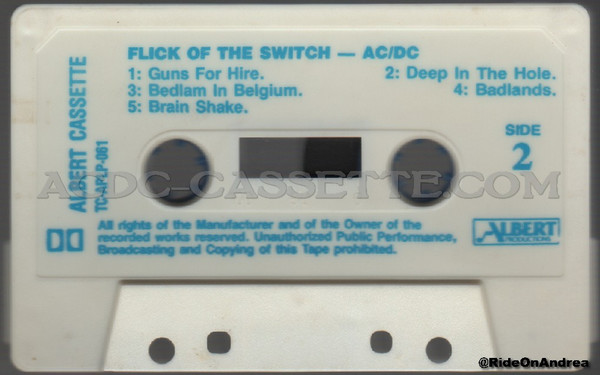 FLICK OF THE SWITCH — AC/DC
1: Guns For Hire. 2: Deep In The Hole.
3: Bedlam In Belgium. 4: Badlands.
5: Brain Shake.
ALBERT CASSETTE
TC-APLP-061
SIDE
2
ACDC-CASSETTE.COM
All rights of the Manufacturer and of the Owner of the
recorded works reserved. Unauthorized Public Performance,
Broadcasting and Copying of this Tape prohibited.
ALBERT
PRODUCTIONS
@RideOnAndrea